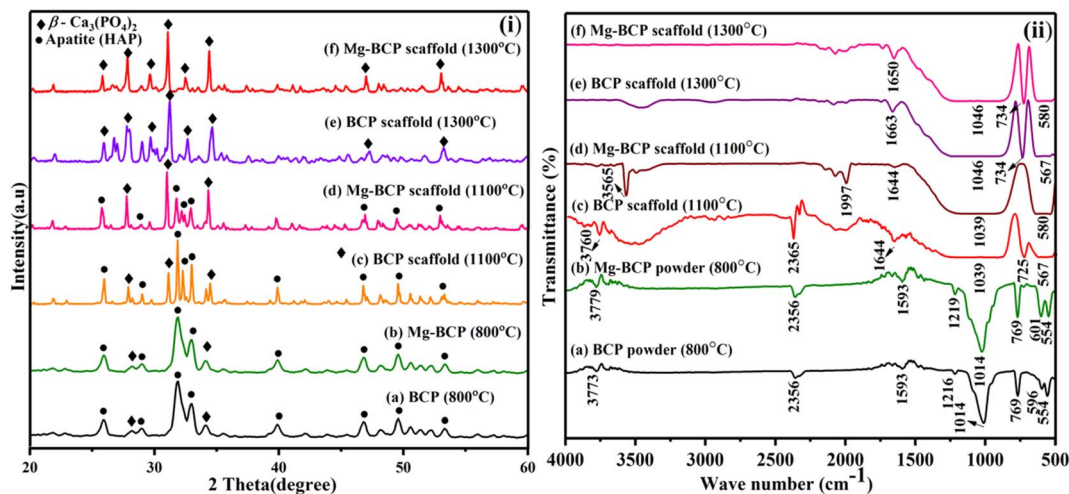 (i)
◆ β - Ca₃(PO₄)₂
● Apatite (HAP)
(f) Mg-BCP scaffold (1300°C)
(e) BCP scaffold (1300°C)
(d) Mg-BCP scaffold (1100°C)
(c) BCP scaffold (1100°C)
(b) Mg-BCP (800°C)
(a) BCP (800°C)
Intensity(a.u)
20 30 40 50 60
2 Theta(degree)
(ii)
(f) Mg-BCP scaffold (1300°C)
1650
1046
734
580
(e) BCP scaffold (1300°C)
1663
1046
734
567
(d) Mg-BCP scaffold (1100°C)
3565
1997
1644
1039
580
(c) BCP scaffold (1100°C)
3760
2365
1644
1039
725
567
(b) Mg-BCP powder (800°C)
3779
2356
1593
1219
1014
769
601
554
(a) BCP powder (800°C)
3773
2356
1593
1216
1014
769
596
554
Transmittance (%)
4000 3500 3000 2500 2000 1500 1000 500
Wave number (cm⁻¹)